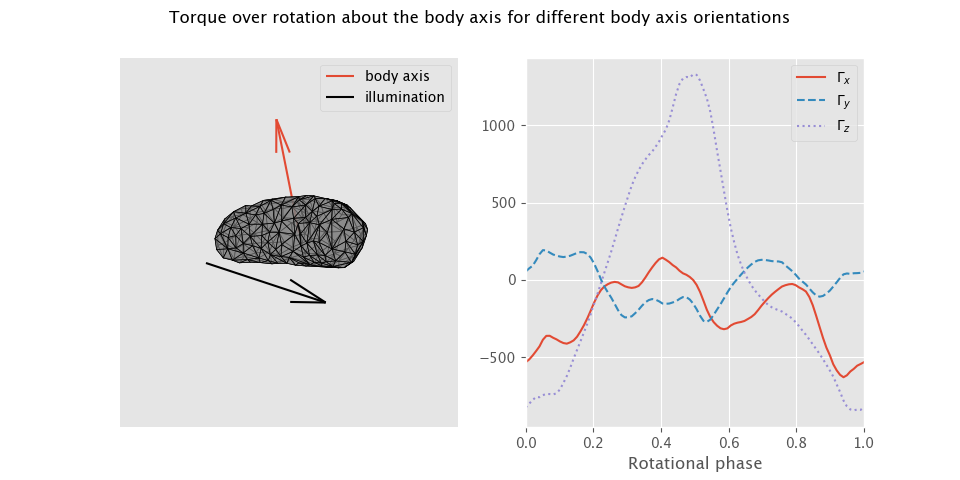 Torque over rotation about the body axis for different body axis orientations
body axis
illumination
Γx
Γy
Γz
1000
500
0
−500
0.0 0.2 0.4 0.6 0.8 1.0
Rotational phase